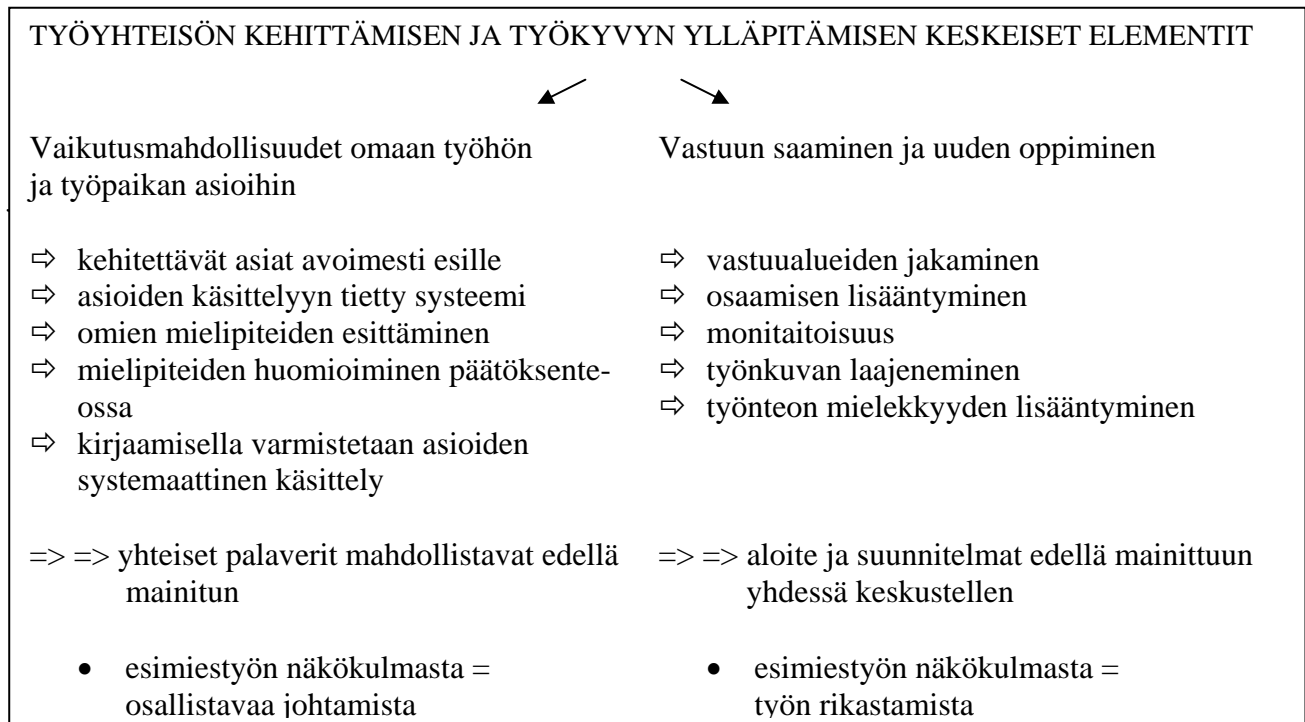 TYÖYHTEISÖN KEHITTÄMISEN JA TYÖKYVYN YLLÄPITÄMISEN KESKEISET ELEMENTIT
Vaikutusmahdollisuudet omaan työhön
ja työpaikan asioihin
⇨ kehitettävät asiat avoimesti esille
⇨ asioiden käsittelyyn tietty systeemi
⇨ omien mielipiteiden esittäminen
⇨ mielipiteiden huomioiminen päätöksente-
ossa
⇨ kirjaamisella varmistetaan asioiden
systemaattinen käsittely
=> => yhteiset palaverit mahdollistavat edellä
mainitun
• esimiestyön näkökulmasta =
osallistavaa johtamista
Vastuun saaminen ja uuden oppiminen
⇨ vastuualueiden jakaminen
⇨ osaamisen lisääntyminen
⇨ monitaitoisuus
⇨ työnkuvan laajeneminen
⇨ työnteon mielekkyyden lisääntyminen
=> => aloite ja suunnitelmat edellä mainittuun
yhdessä keskustellen
• esimiestyön näkökulmasta =
työn rikastamista